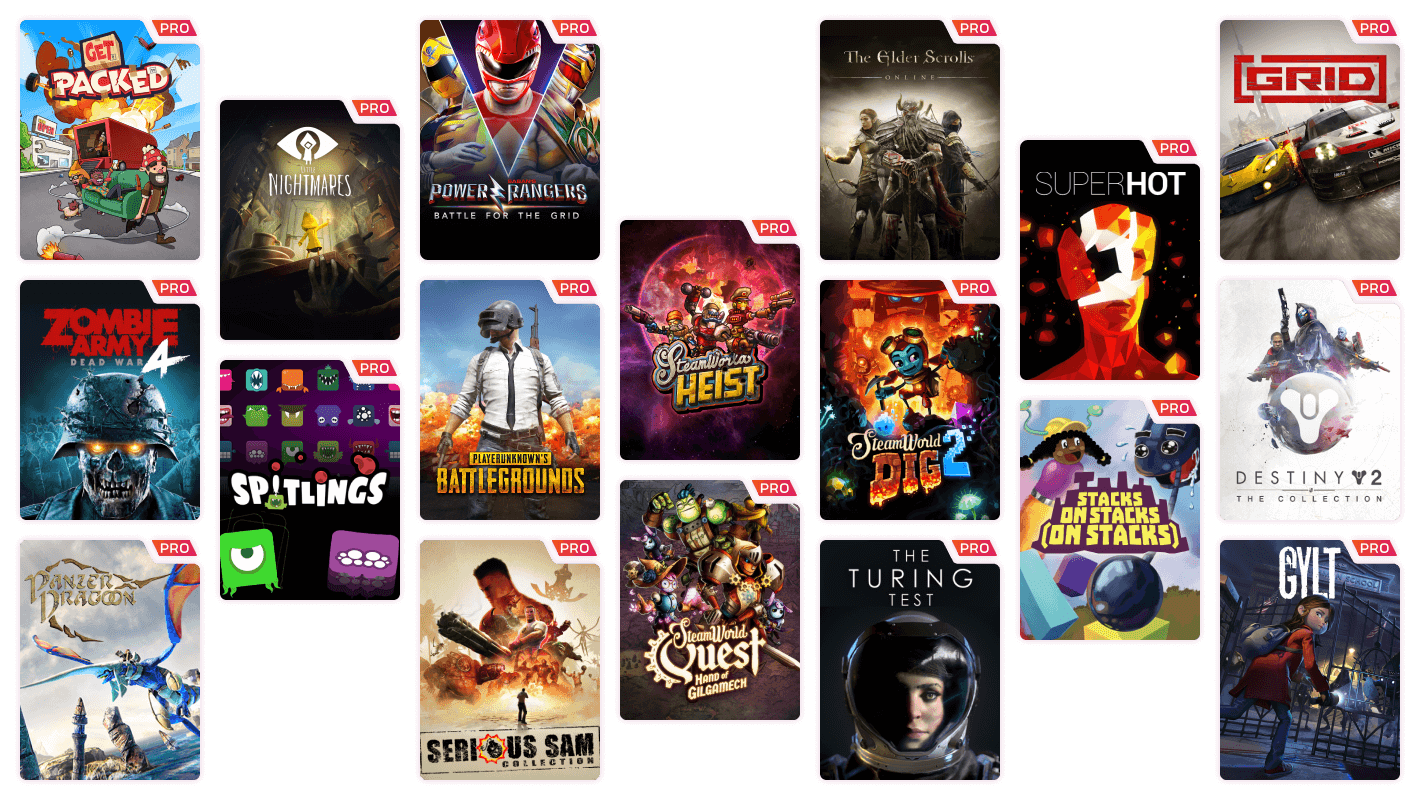 PRO
GET
PACKED
PRO
ZOMBIE
ARMY 4
DEAD WAR
PRO
PANZER
DRAGOON
PRO
LITTLE
NIGHTMARES
PRO
SPITLINGS
PRO
POWER RANGERS
BATTLE FOR THE GRID
PRO
PLAYERUNKNOWN'S
BATTLEGROUNDS
PRO
SERIOUS SAM
COLLECTION
PRO
STEAMWORLD
HEIST
PRO
STEAMWORLD
QUEST
HAND OF
GILGAMECH
PRO
The Elder Scrolls
ONLINE
PRO
STEAMWORLD
DIG 2
PRO
THE
TURING
TEST
PRO
SUPERHOT
PRO
STACKS
ON STACKS
(ON STACKS)
PRO
GRID
PRO
DESTINY 2
THE COLLECTION
PRO
GYLT
SCHOOL